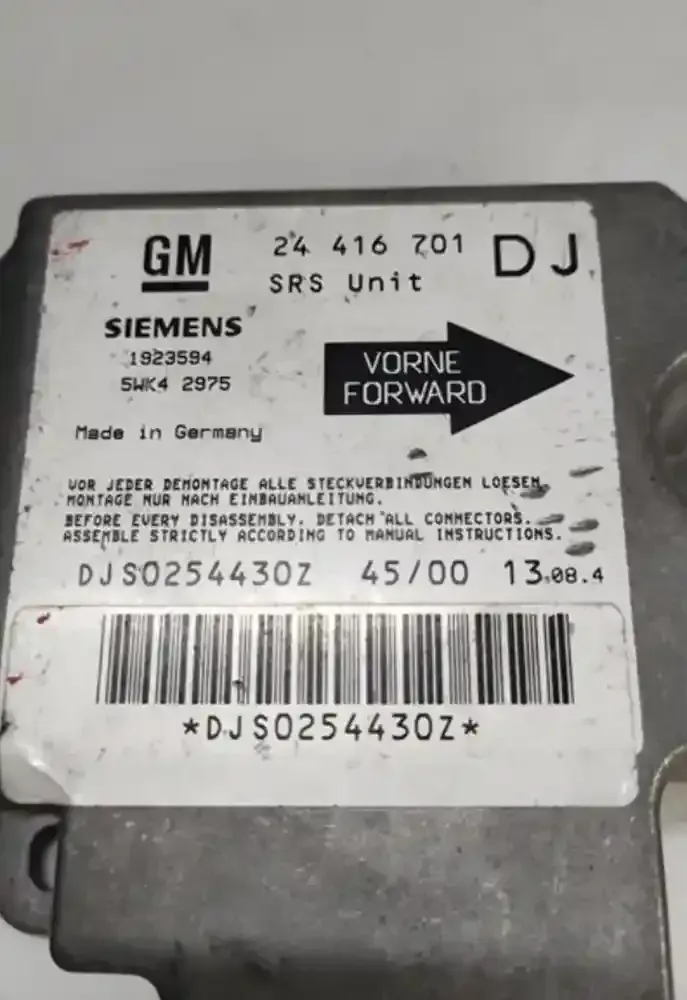 GM 24 416 701 DJ
SRS Unit
SIEMENS
1923594
5WK4 2975
VORNE
FORWARD
Made in Germany
VOR JEDER DEMONTAGE ALLE STECKVERBINDUNGEN LOESEN.
MONTAGE NUR NACH EINBAUANLEITUNG.
BEFORE EVERY DISASSEMBLY. DETACH ALL CONNECTORS.
ASSEMBLE STRICTLY ACCORDING TO MANUAL INSTRUCTIONS.
DJS0254430Z 45/00 13.08.4
*DJS0254430Z*